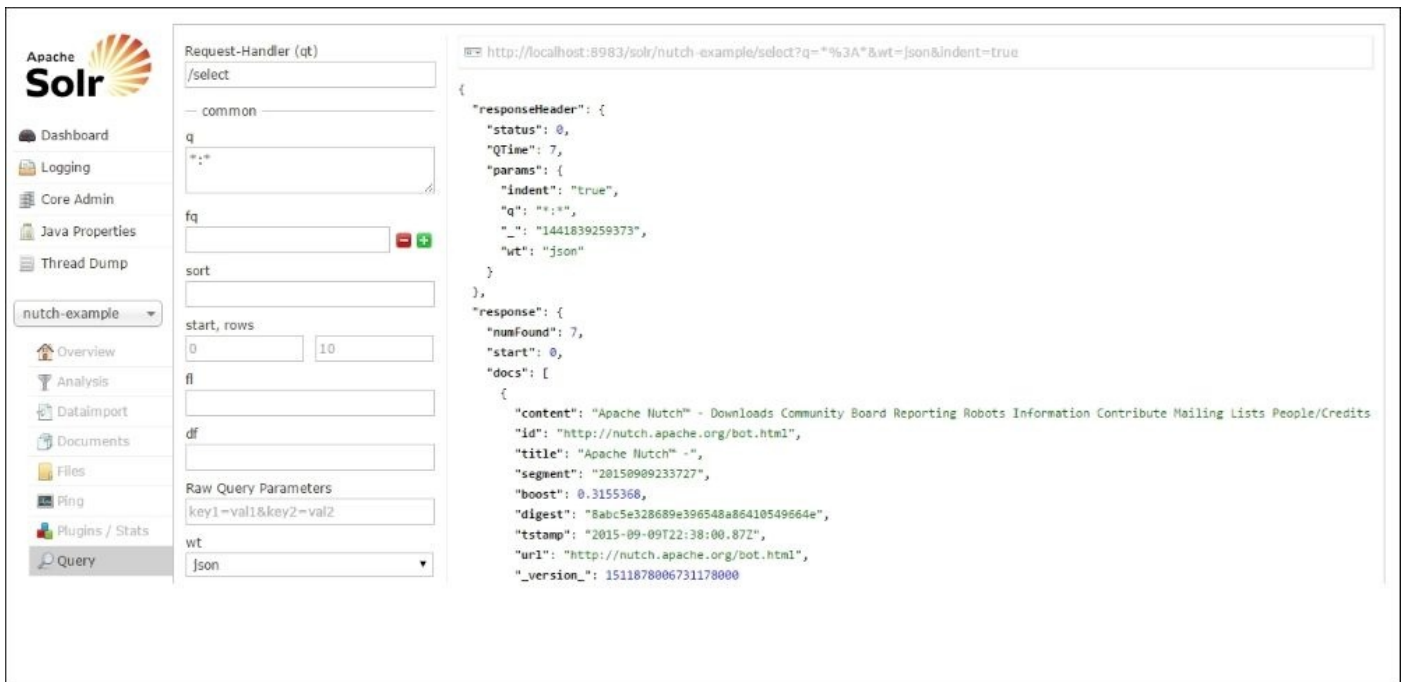 Apache
Solr
Dashboard
Logging
Core Admin
Java Properties
Thread Dump
nutch-example
Overview
Analysis
Dataimport
Documents
Files
Ping
Plugins / Stats
Query
Request-Handler (qt)
/select
common
q
*:*
fq
sort
start, rows
0 10
fl
df
Raw Query Parameters
key1=val1&key2=val2
wt
json
http://localhost:8983/solr/nutch-example/select?q=*%3A*&wt=json&indent=true
{
"responseHeader": {
"status": 0,
"QTime": 7,
"params": {
"indent": "true",
"q": "*:*",
"_": "1441839259373",
"wt": "json"
}
},
"response": {
"numFound": 7,
"start": 0,
"docs": [
{
"content": "Apache Nutch™ - Downloads Community Board Reporting Robots Information Contribute Mailing Lists People/Credits
"id": "http://nutch.apache.org/bot.html",
"title": "Apache Nutch™ -",
"segment": "20150909233727",
"boost": 0.3155368,
"digest": "8abc5e328689e396548a86410549664e",
"tstamp": "2015-09-09T22:38:00.87Z",
"url": "http://nutch.apache.org/bot.html",
"_version_": 1511878006731178000